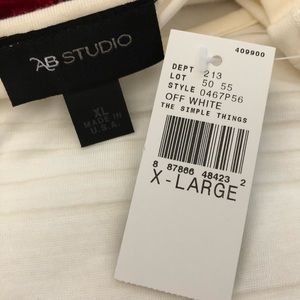 AB STUDIO
XL
MADE IN
U.S.A.
409900
DEPT 213
LOT 50 55
STYLE 0467P56
OFF WHITE
THE SIMPLE THINGS
8 87866 48423 2
X-LARGE